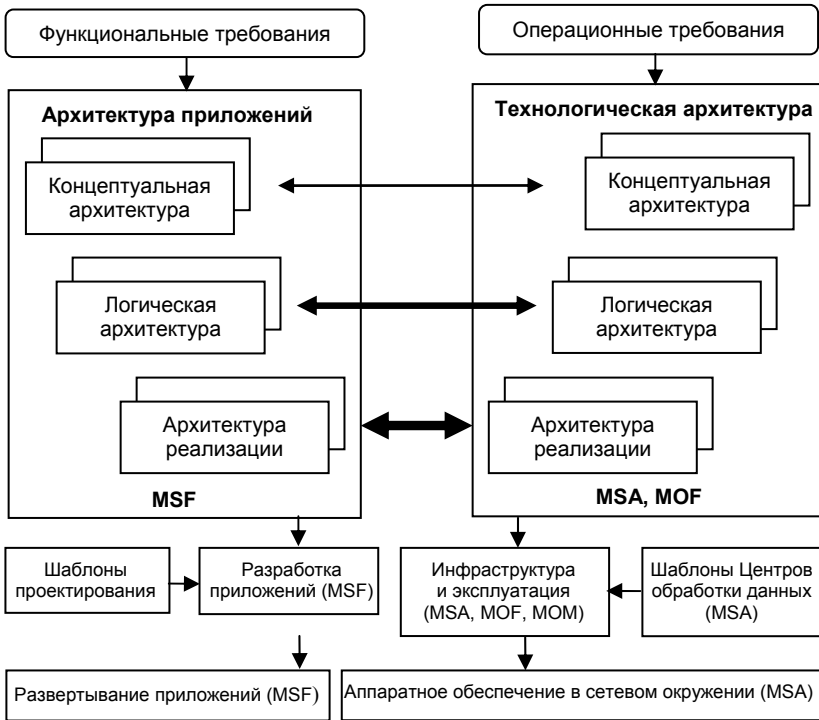 Функциональные требования
Операционные требования
Архитектура приложений
Концептуальная
архитектура
Логическая
архитектура
Архитектура
реализации
MSF
Технологическая архитектура
Концептуальная
архитектура
Логическая
архитектура
Архитектура
реализации
MSA, MOF
Шаблоны
проектирования
Разработка
приложений (MSF)
Инфраструктура
и эксплуатация
(MSA, MOF, MOM)
Шаблоны Центров
обработки данных
(MSA)
Развертывание приложений (MSF)
Аппаратное обеспечение в сетевом окружении (MSA)